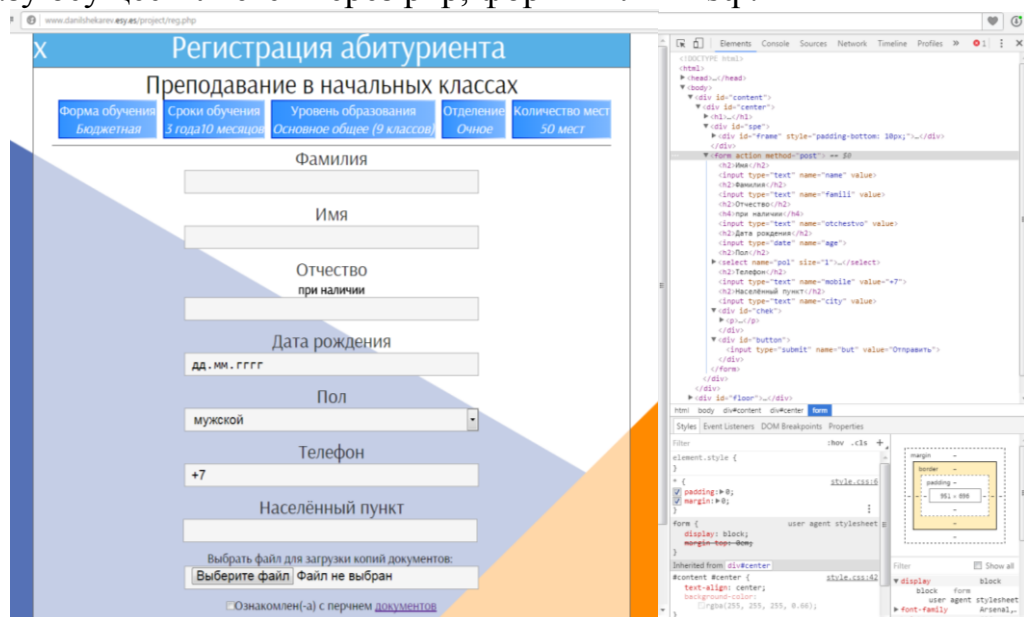 www.danilshekarev.esy.es/project/reg.php
x Регистрация абитуриента
Преподавание в начальных классах
Форма обучения Сроки обучения Уровень образования Отделение Количество мест
Бюджетная 3 года10 месяцов Основное общее (9 классов) Очное 50 мест
Фамилия
Имя
Отчество
при наличии
Дата рождения
дд.мм.гггг
Пол
мужской
Телефон
+7
Населённый пункт
Выбрать файл для загрузки копий документов:
Выберите файл Файл не выбран
Ознакомлен(-а) с перчнем документов
Elements Console Sources Network Timeline Profiles » 1
<!DOCTYPE html>
<html>
<head>…</head>
<body>
<div id="content">
<div id="center">
<h1>…</h1>
<div id="spe">
<div id="frame" style="padding-bottom: 10px;">…</div>
</div>
<form action method="post"> == $0
<h2>Имя</h2>
<input type="text" name="name" value>
<h2>Фамилия</h2>
<input type="text" name="famili" value>
<h2>Отчество</h2>
<h4>при наличии</h4>
<input type="text" name="otchestvo" value>
<h2>Дата рождения</h2>
<input type="date" name="age">
<h2>Пол</h2>
<select name="pol" size="1">…</select>
<h2>Телефон</h2>
<input type="text" name="mobile" value="+7">
<h2>Населённый пункт</h2>
<input type="text" name="city" value>
<div id="chek">
<p>…</p>
</div>
<div id="button">
<input type="submit" name="but" value="Отправить">
</div>
</form>
</div>
</div>
<div id="floor">…</div>
html body div#content div#center form
Styles Event Listeners DOM Breakpoints Properties
Filter :hov .cls +
element.style {
}
* { style.css:6
padding: 0;
margin: 0;
}
form { user agent stylesheet
display: block;
margin-top: 0em;
}
Inherited from div#center
#content #center { style.css:42
text-align: center;
background-color:
rgba(255, 255, 255, 0.66);
}
margin -
border -
padding -
- -
-
-
-
Filter Show all
display block
block form
user agent stylesheet
font-family Arsenal,…